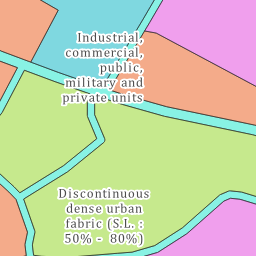 Industrial,
commercial,
public,
military and
private units
Discontinuous
dense urban
fabric (S.L. :
50% - 80%)